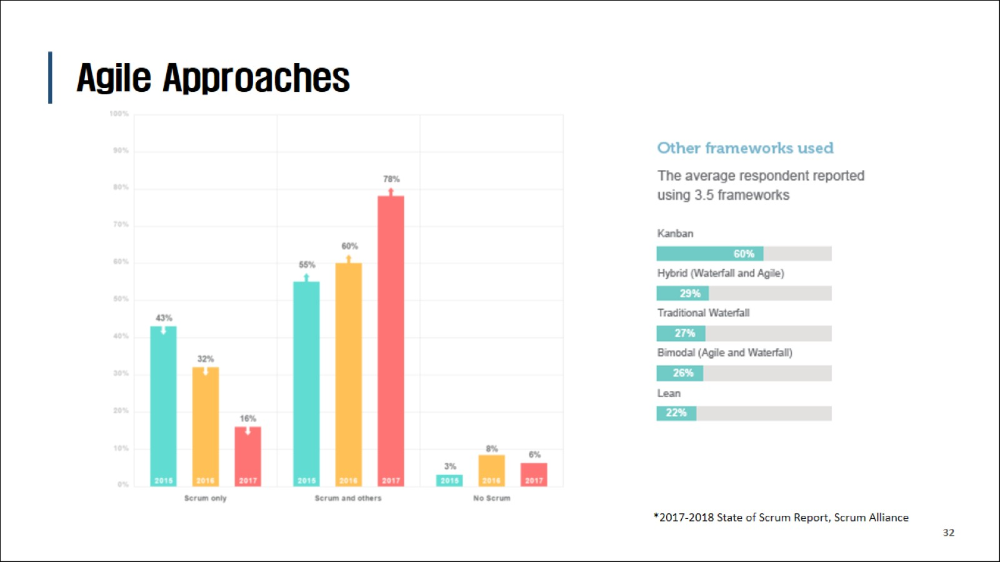 Agile Approaches
100%
90%
80%
70%
60%
50%
40%
30%
20%
10%
0%
43%
32%
16%
55%
60%
78%
3%
8%
6%
2015
2016
2017
2015
2016
2017
2015
2016
2017
Scrum only
Scrum and others
No Scrum
Other frameworks used
The average respondent reported
using 3.5 frameworks
Kanban
60%
Hybrid (Waterfall and Agile)
29%
Traditional Waterfall
27%
Bimodal (Agile and Waterfall)
26%
Lean
22%
*2017-2018 State of Scrum Report, Scrum Alliance
32